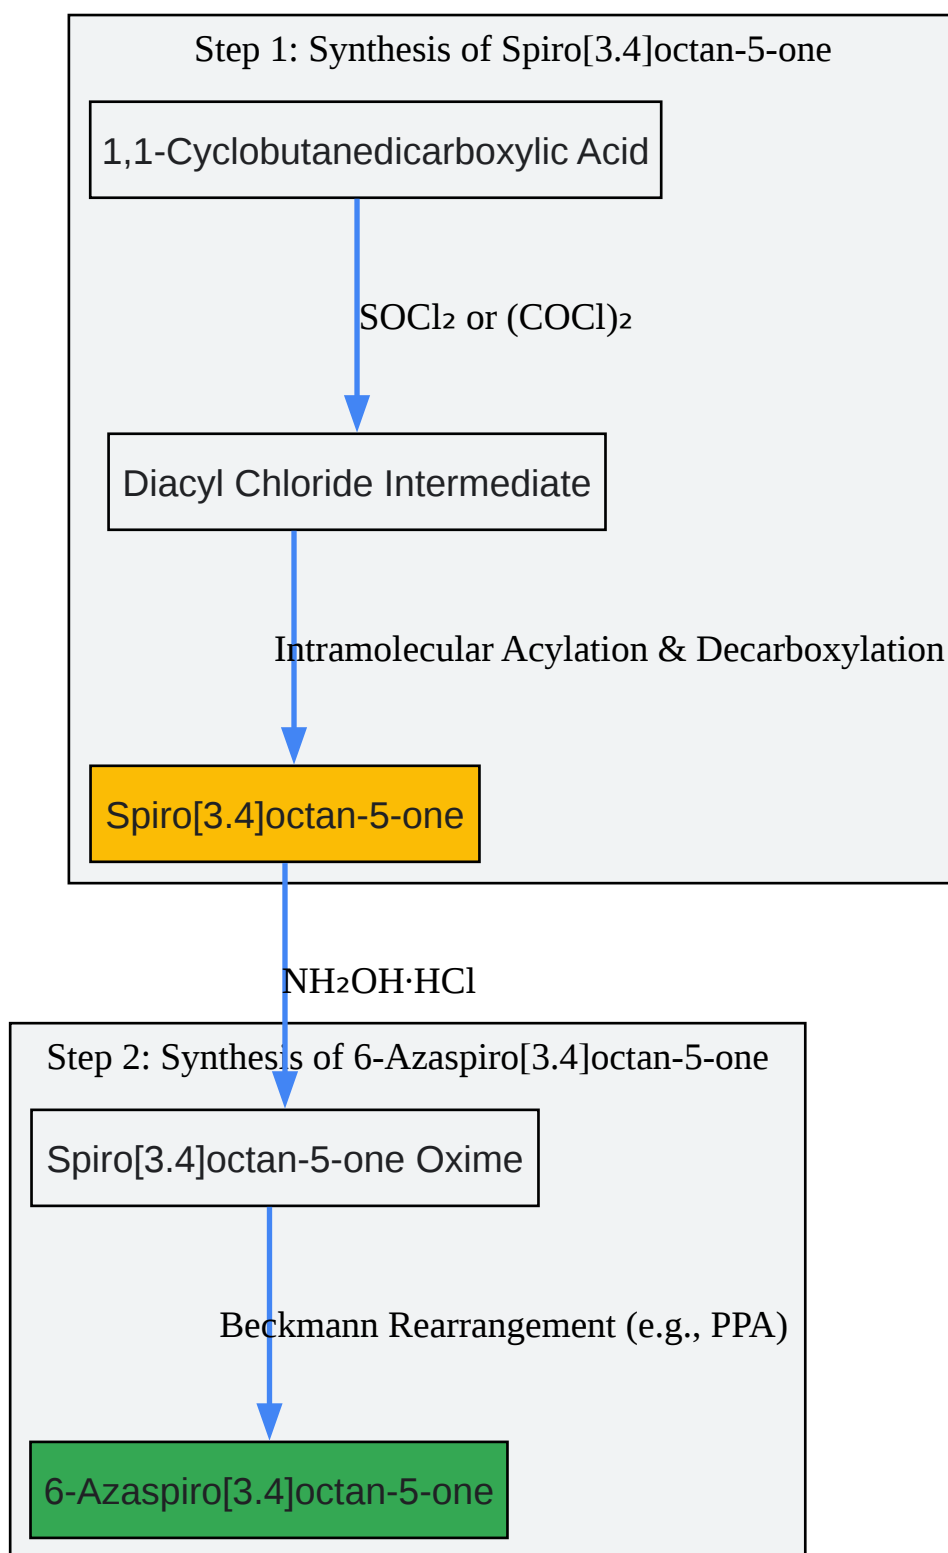 Step 1: Synthesis of Spiro[3.4]octan-5-one
1,1-Cyclobutanedicarboxylic Acid
SOCl₂ or (COCl)₂
Diacyl Chloride Intermediate
Intramolecular Acylation & Decarboxylation
Spiro[3.4]octan-5-one
NH₂OH·HCl
Step 2: Synthesis of 6-Azaspiro[3.4]octan-5-one
Spiro[3.4]octan-5-one Oxime
Beckmann Rearrangement (e.g., PPA)
6-Azaspiro[3.4]octan-5-one